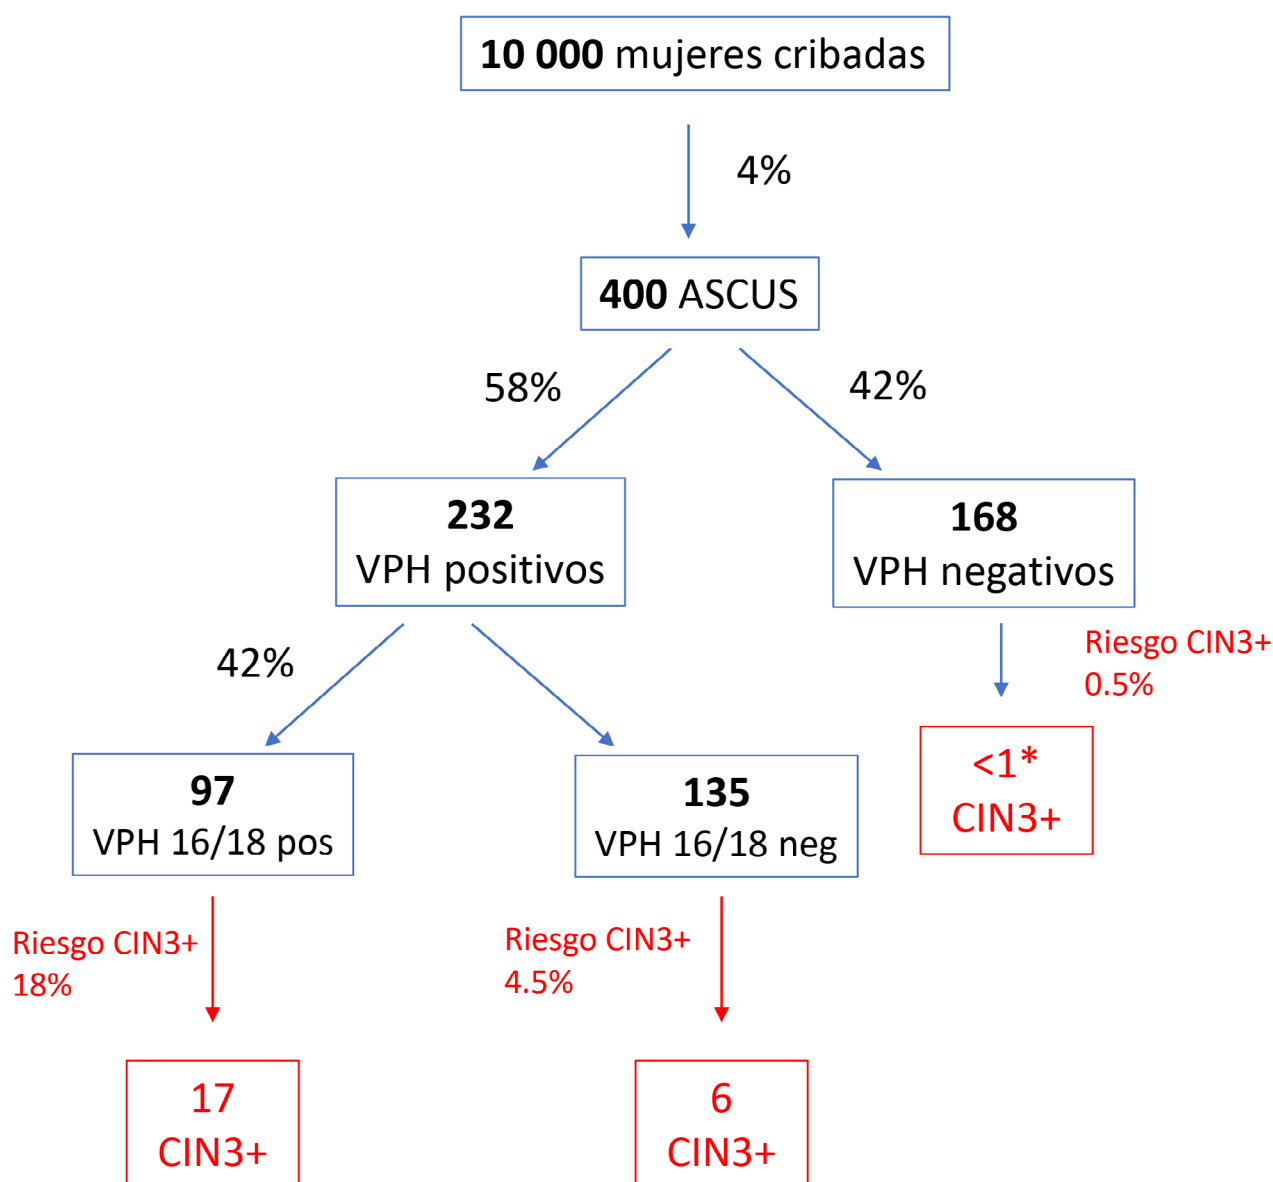 10 000 mujeres cribadas
4%
400 ASCUS
58%
42%
232
VPH positivos
168
VPH negativos
42%
Riesgo CIN3+
0.5%
<1*
CIN3+
97
VPH 16/18 pos
135
VPH 16/18 neg
Riesgo CIN3+
18%
Riesgo CIN3+
4.5%
17
CIN3+
6
CIN3+